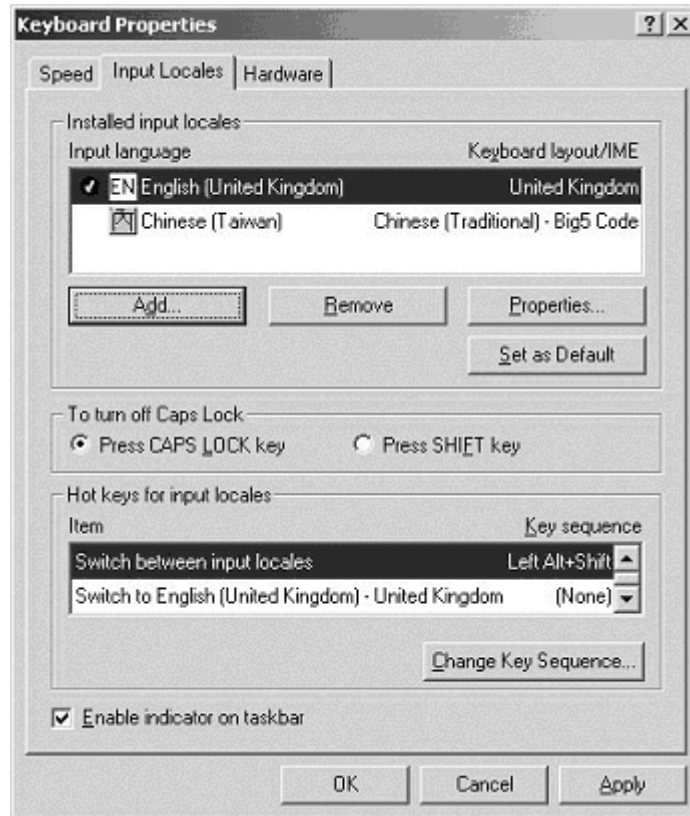 Keyboard Properties
Speed Input Locales Hardware
Installed input locales
Input language Keyboard layout/IME
EN English (United Kingdom) United Kingdom
Chinese (Taiwan) Chinese (Traditional) - Big5 Code
Add... Remove Properties...
Set as Default
To turn off Caps Lock
Press CAPS LOCK key Press SHIFT key
Hot keys for input locales
Item Key sequence
Switch between input locales Left Alt+Shift
Switch to English (United Kingdom) - United Kingdom (None)
Change Key Sequence...
Enable indicator on taskbar
OK Cancel Apply